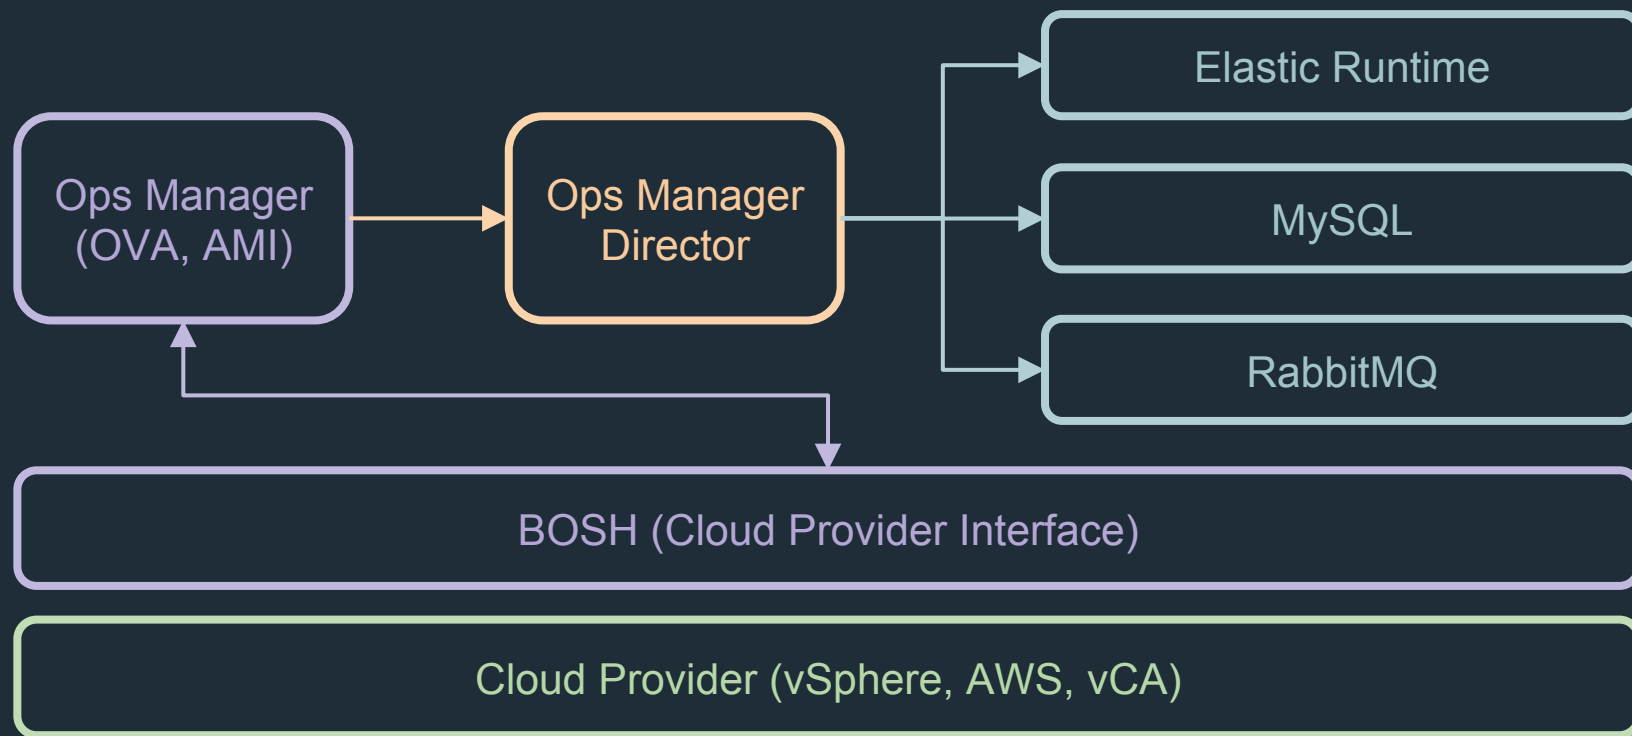 Elastic Runtime
Ops Manager
(OVA, AMI)
Ops Manager
Director
MySQL
RabbitMQ
BOSH (Cloud Provider Interface)
Cloud Provider (vSphere, AWS, vCA)